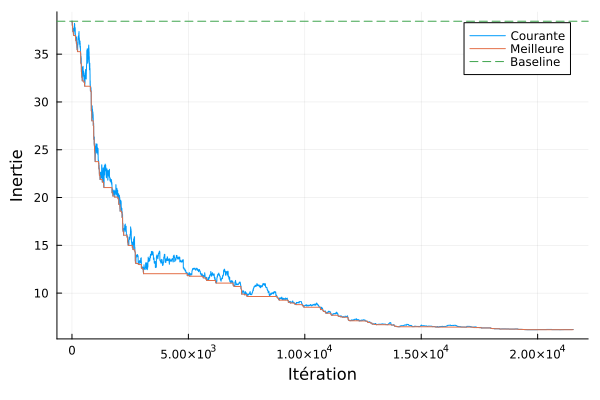 Courante
Meilleure
Baseline
Inertie
35
30
25
20
15
10
0
5.00×10³
1.00×10⁴
1.50×10⁴
2.00×10⁴
Itération